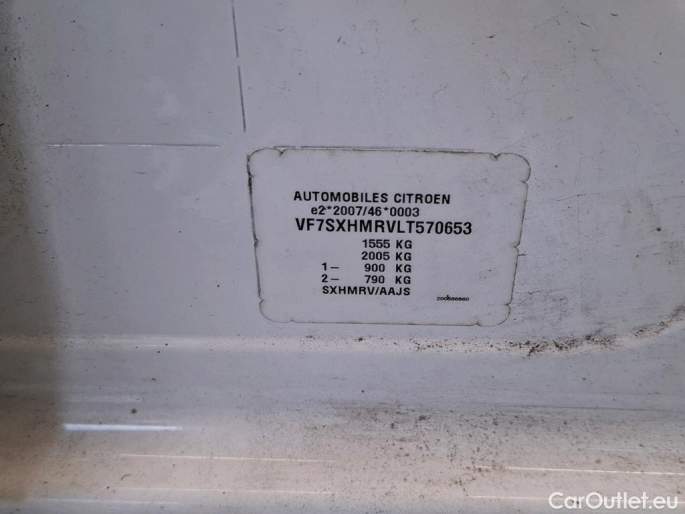 AUTOMOBILES CITROEN
e2*2007/46*0003
VF7SXHMRVLT570653
1555 KG
2005 KG
1- 900 KG
2- 790 KG
SXHMRV/AAJS
CarOutlet.eu